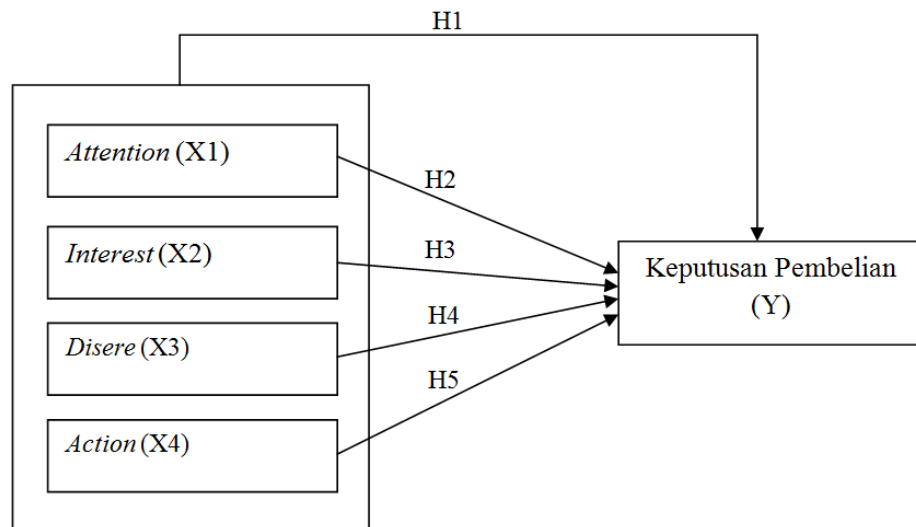 H1
Attention (X1)
H2
Interest (X2)
H3
Keputusan Pembelian
(Y)
Disere (X3)
H4
H5
Action (X4)